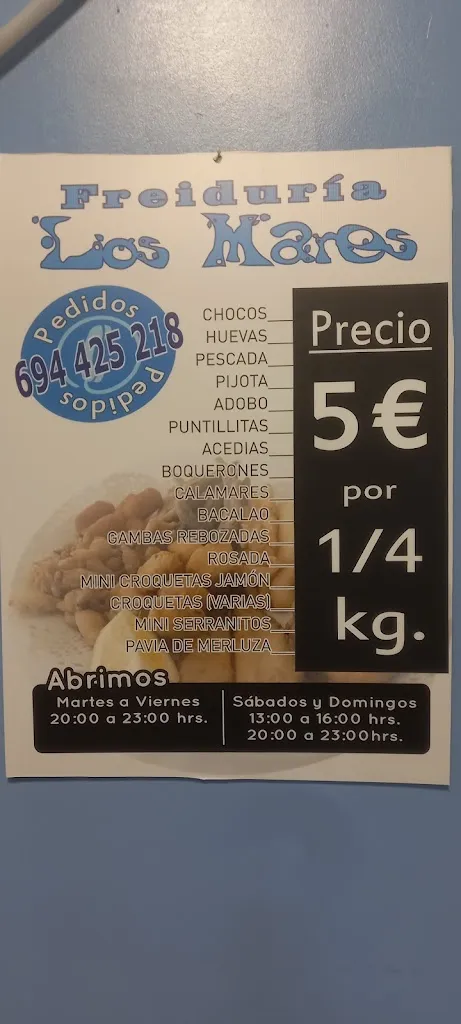 Freiduría
Los Mares
Pedidos
694 425 218
Pedidos
CHOCOS
HUEVAS
PESCADA
PIJOTA
ADOBO
PUNTILLITAS
ACEDIAS
BOQUERONES
CALAMARES
BACALAO
GAMBAS REBOZADAS
ROSADA
MINI CROQUETAS JAMÓN
CROQUETAS (VARIAS)
MINI SERRANITOS
PAVIA DE MERLUZA
Precio
5€
por
1/4
kg.
Abrimos
Martes a Viernes
20:00 a 23:00 hrs.
Sábados y Domingos
13:00 a 16:00 hrs.
20:00 a 23:00hrs.